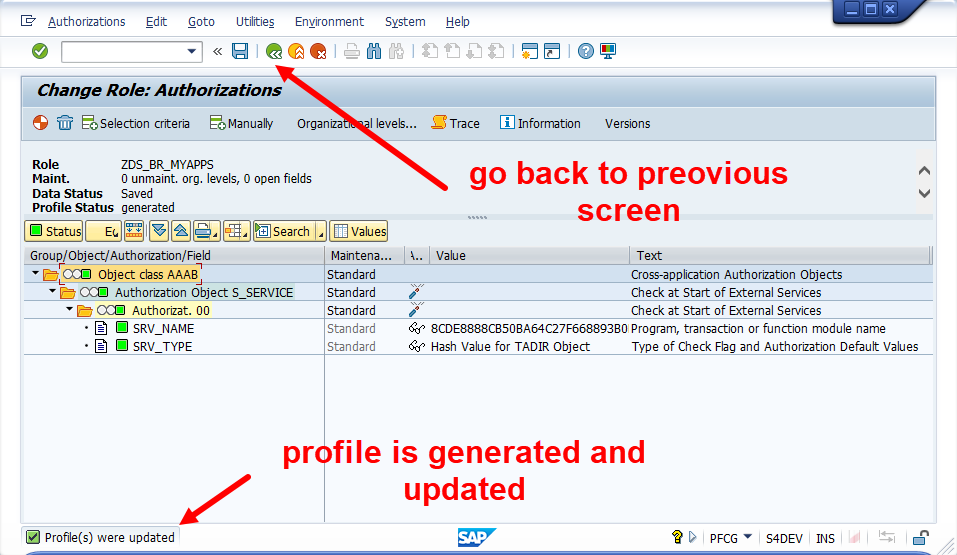 Authorizations Edit Goto Utilities Environment System Help
«
Change Role: Authorizations
Selection criteria Manually Organizational levels... Trace Information Versions
Role ZDS_BR_MYAPPS
Maint. 0 unmaint. org. levels, 0 open fields
Data Status Saved
Profile Status generated
go back to preovious
screen
Status Search Values
Group/Object/Authorization/Field Maintena... \.. Value Text
Object class AAAB Standard Cross-application Authorization Objects
Authorization Object S_SERVICE Standard Check at Start of External Services
Authorizat. 00 Standard Check at Start of External Services
SRV_NAME Standard 8CDE8888CB50BA64C27F668893B0 Program, transaction or function module name
SRV_TYPE Standard Hash Value for TADIR Object Type of Check Flag and Authorization Default Values
profile is generated and
updated
Profile(s) were updated SAP PFCG S4DEV INS